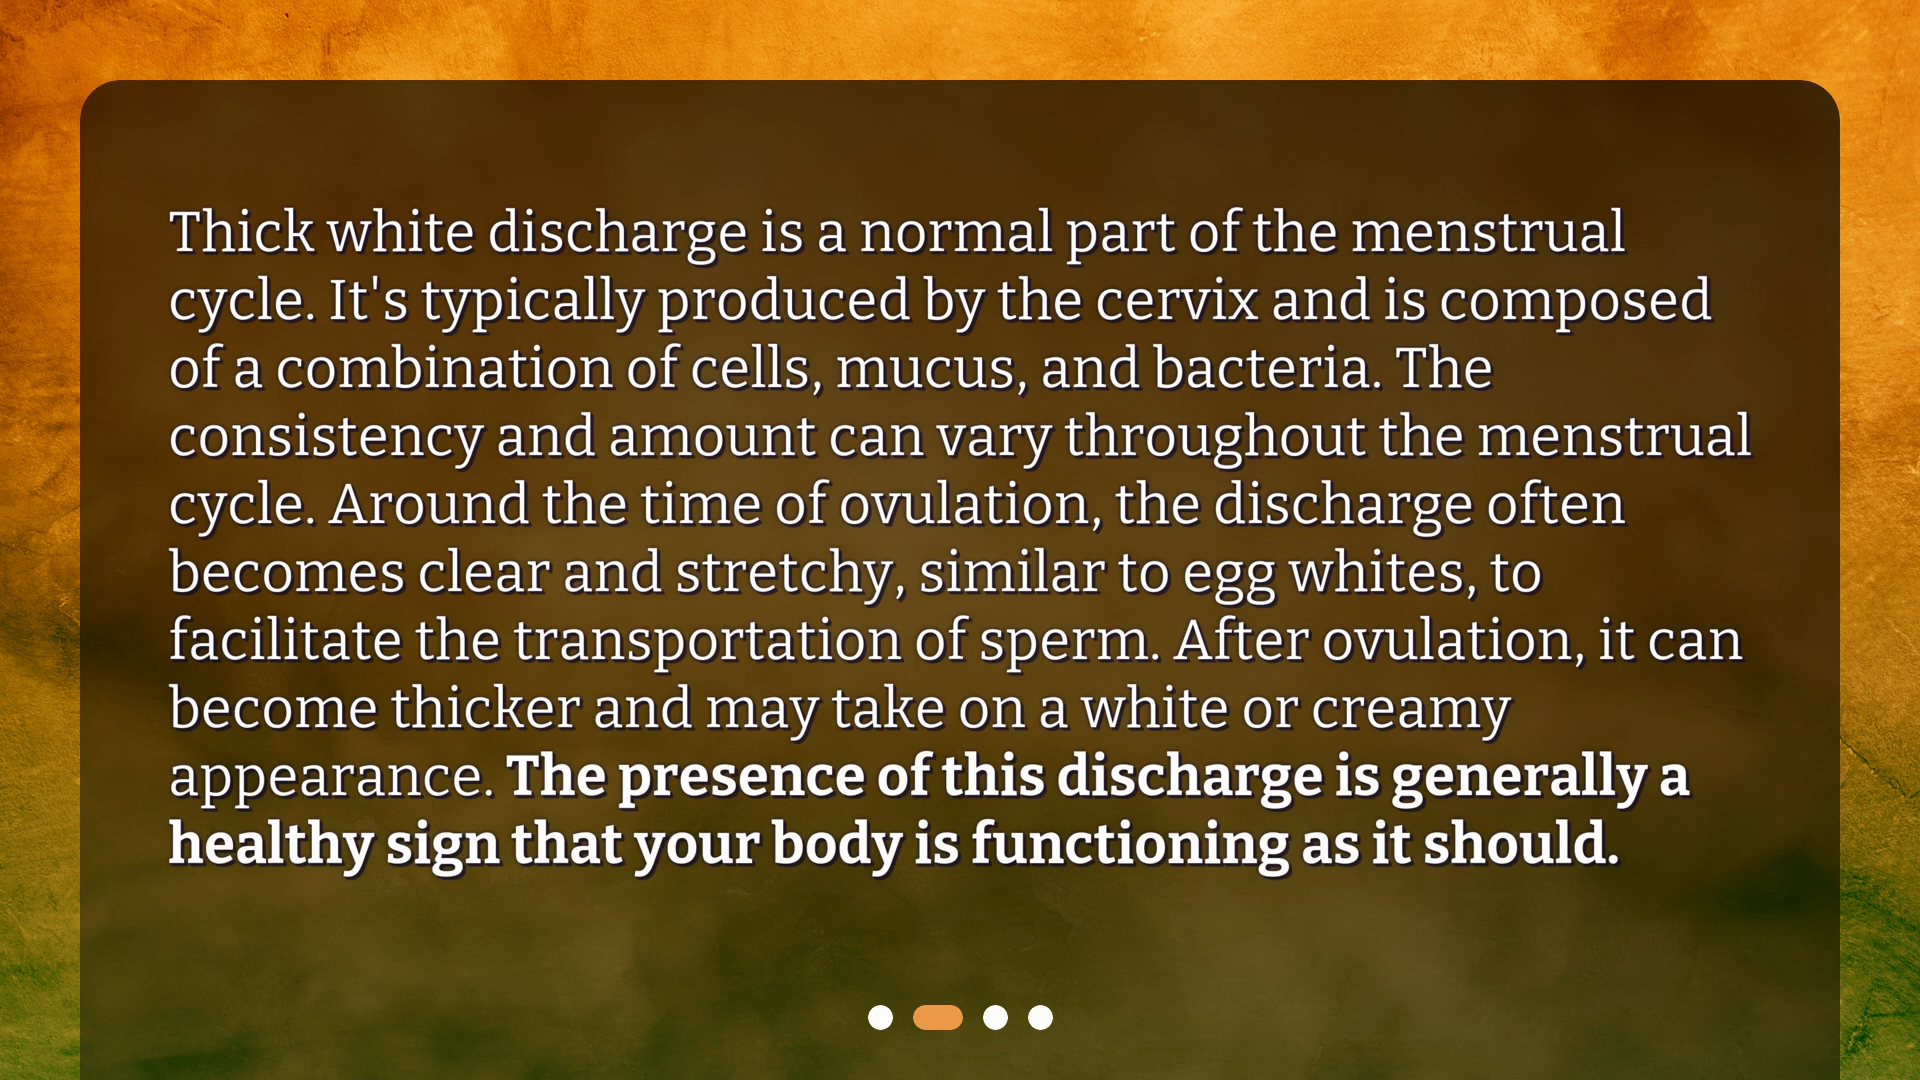 Thick white discharge is a normal part of the menstrual
cycle. It's typically produced by the cervix and is composed
of a combination of cells, mucus, and bacteria. The
consistency and amount can vary throughout the menstrual
cycle. Around the time of ovulation, the discharge often
becomes clear and stretchy, similar to egg whites, to
facilitate the transportation of sperm. After ovulation, it can
become thicker and may take on a white or creamy
appearance. The presence of this discharge is generally a
healthy sign that your body is functioning as it should.